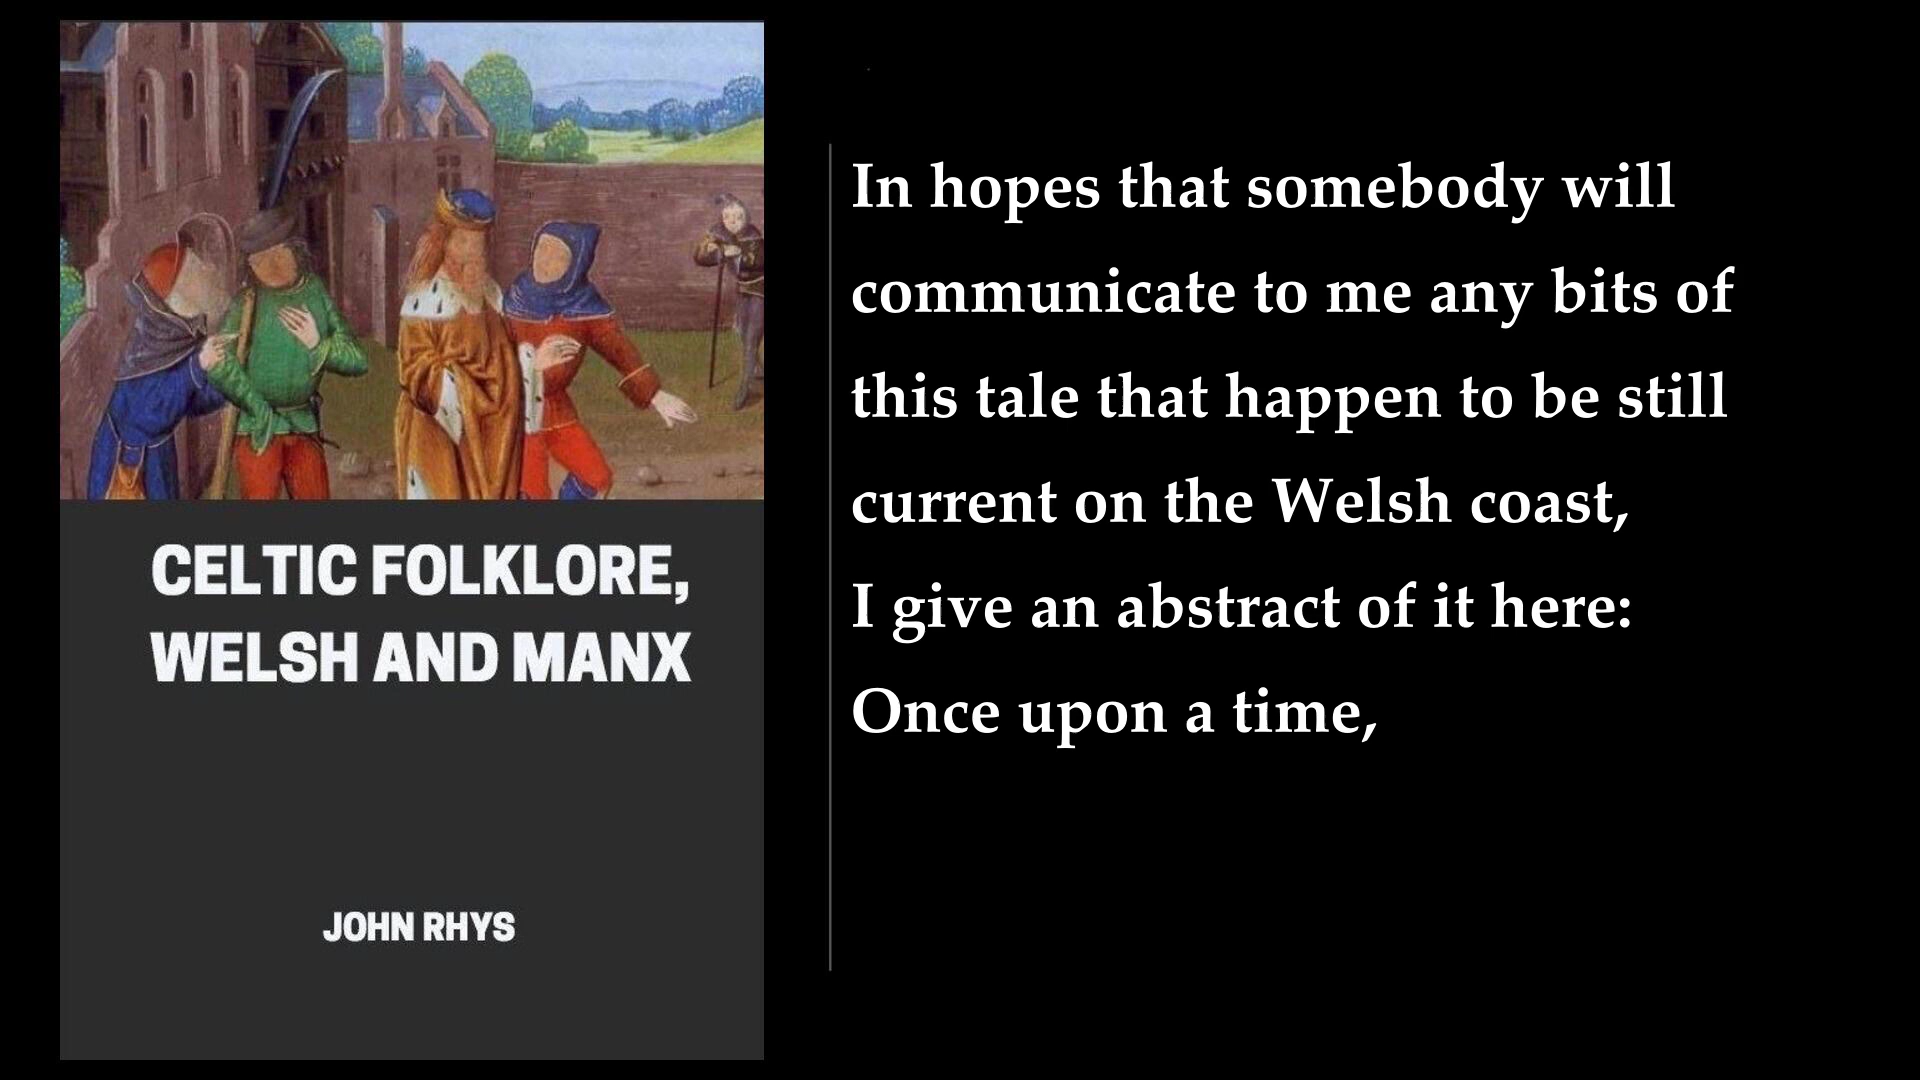 CELTIC FOLKLORE,
WELSH AND MANX
JOHN RHYS
In hopes that somebody will
communicate to me any bits of
this tale that happen to be still
current on the Welsh coast,
I give an abstract of it here:
Once upon a time,